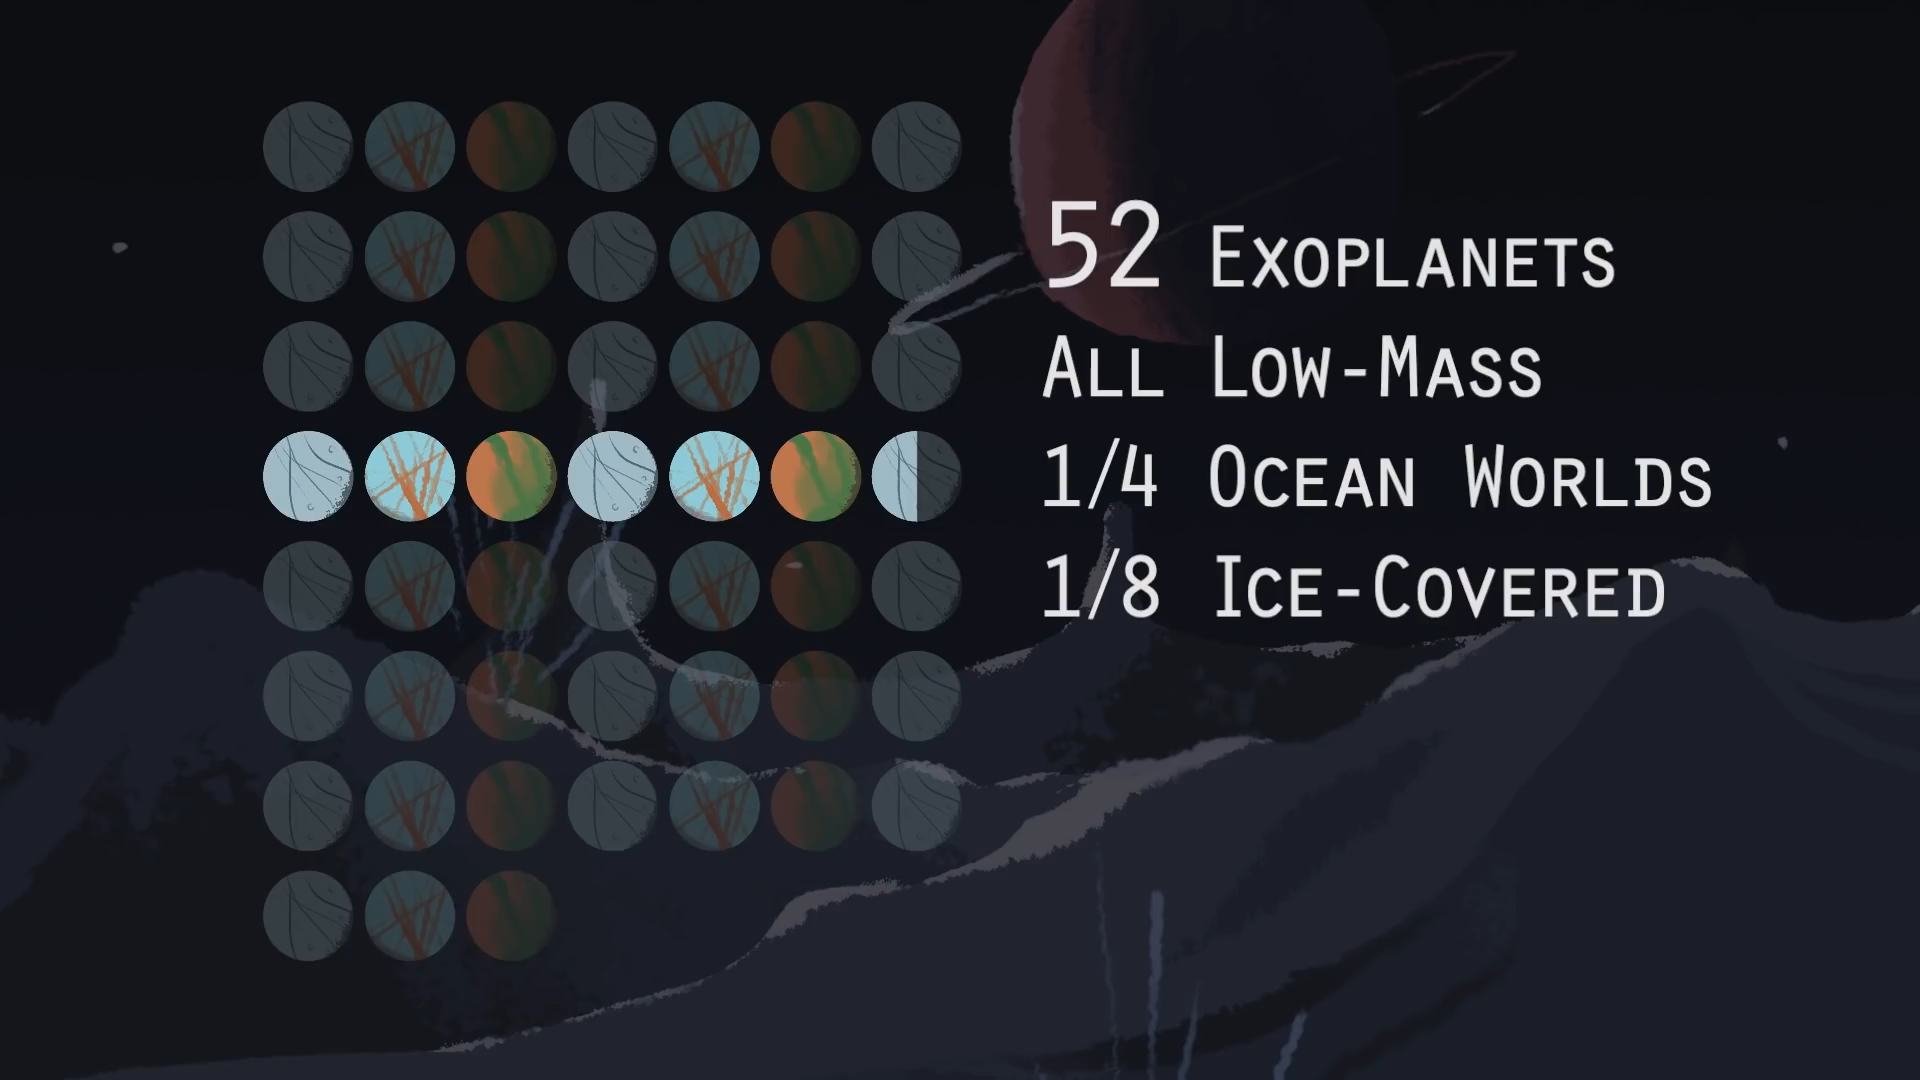 52 Exoplanets
All Low-Mass
1/4 Ocean Worlds
1/8 Ice-Covered